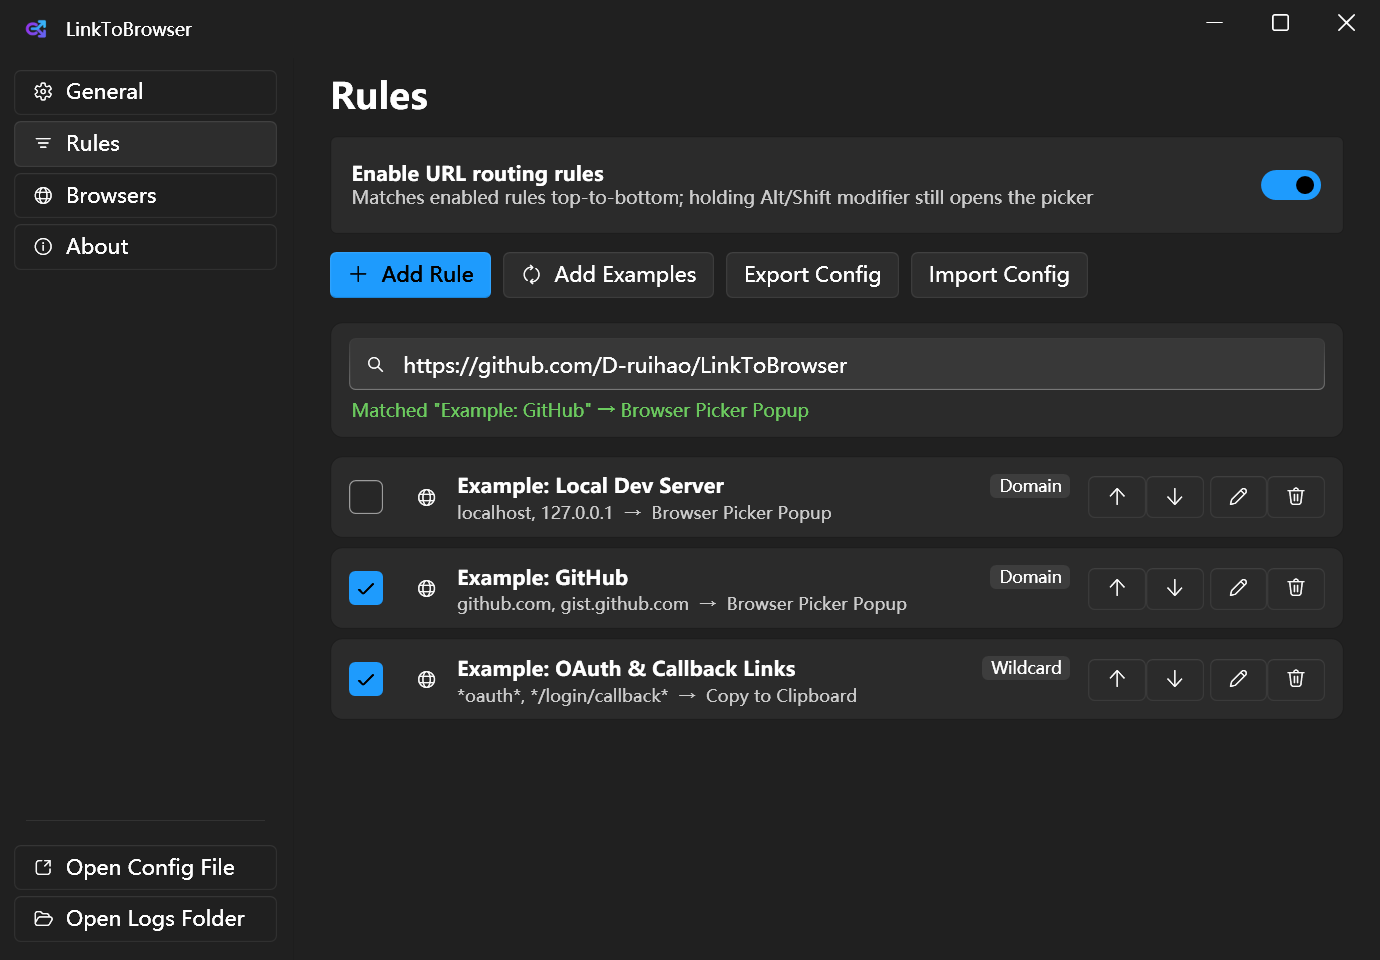 LinkToBrowser
General
Rules
Browsers
About
Open Config File
Open Logs Folder
Rules
Enable URL routing rules
Matches enabled rules top-to-bottom; holding Alt/Shift modifier still opens the picker
Add Rule
Add Examples
Export Config
Import Config
https://github.com/D-ruihao/LinkToBrowser
Matched "Example: GitHub" → Browser Picker Popup
Example: Local Dev Server
Domain
localhost, 127.0.0.1 → Browser Picker Popup
Example: GitHub
Domain
github.com, gist.github.com → Browser Picker Popup
Example: OAuth & Callback Links
Wildcard
*oauth*, */login/callback* → Copy to Clipboard